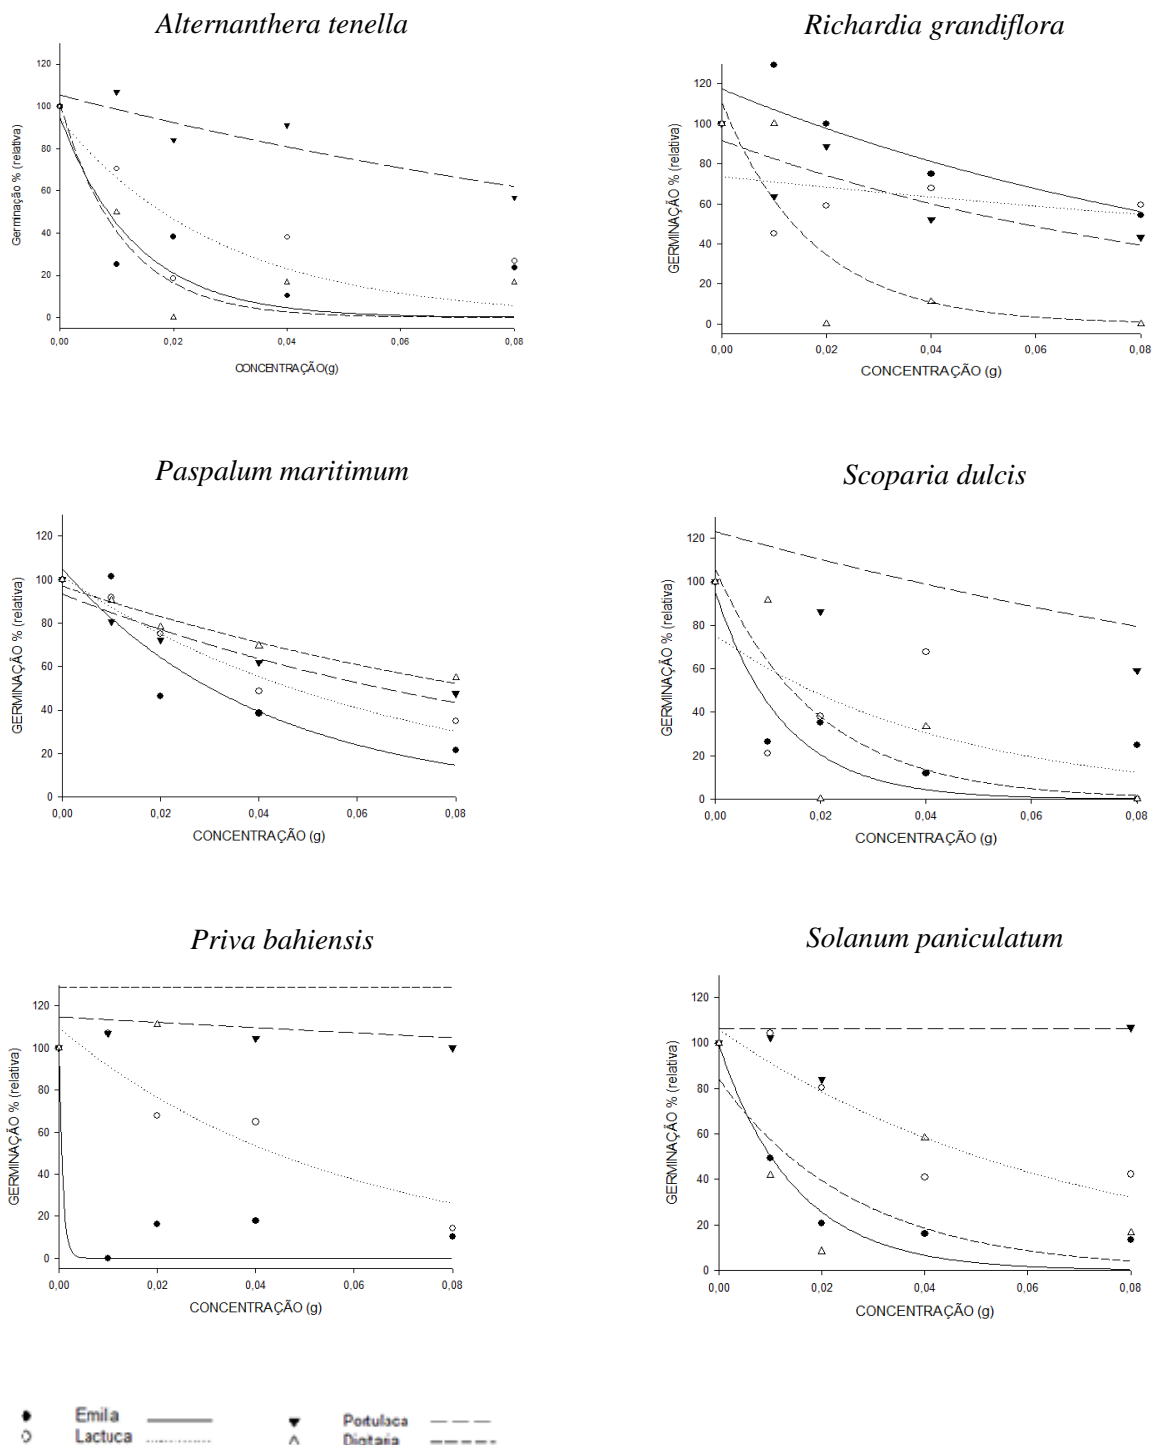 Alternanthera tenella
Richardia grandiflora
120
100
80
60
40
20
0
Germinação % (relativa)
0,00 0,02 0,04 0,06 0,08
CONCENTRAÇÃO(g)
120
100
80
60
40
20
0
GERMINAÇÃO % (relativa)
0,00 0,02 0,04 0,06 0,08
CONCENTRAÇÃO (g)
Paspalum maritimum
Scoparia dulcis
120
100
80
60
40
20
0
GERMINAÇÃO % (relativa)
0,00 0,02 0,04 0,06 0,08
CONCENTRAÇÃO (g)
120
100
80
60
40
20
0
GERMINAÇÃO % (relativa)
0,00 0,02 0,04 0,06 0,08
CONCENTRAÇÃO (g)
Priva bahiensis
Solanum paniculatum
120
100
80
60
40
20
0
GERMINAÇÃO % (relativa)
0,00 0,02 0,04 0,06 0,08
CONCENTRAÇÃO (g)
120
100
80
60
40
20
0
GERMINAÇÃO % (relativa)
0,00 0,02 0,04 0,06 0,08
CONCENTRAÇÃO (g)
Emilia Portulaca
Lactuca Digitaria